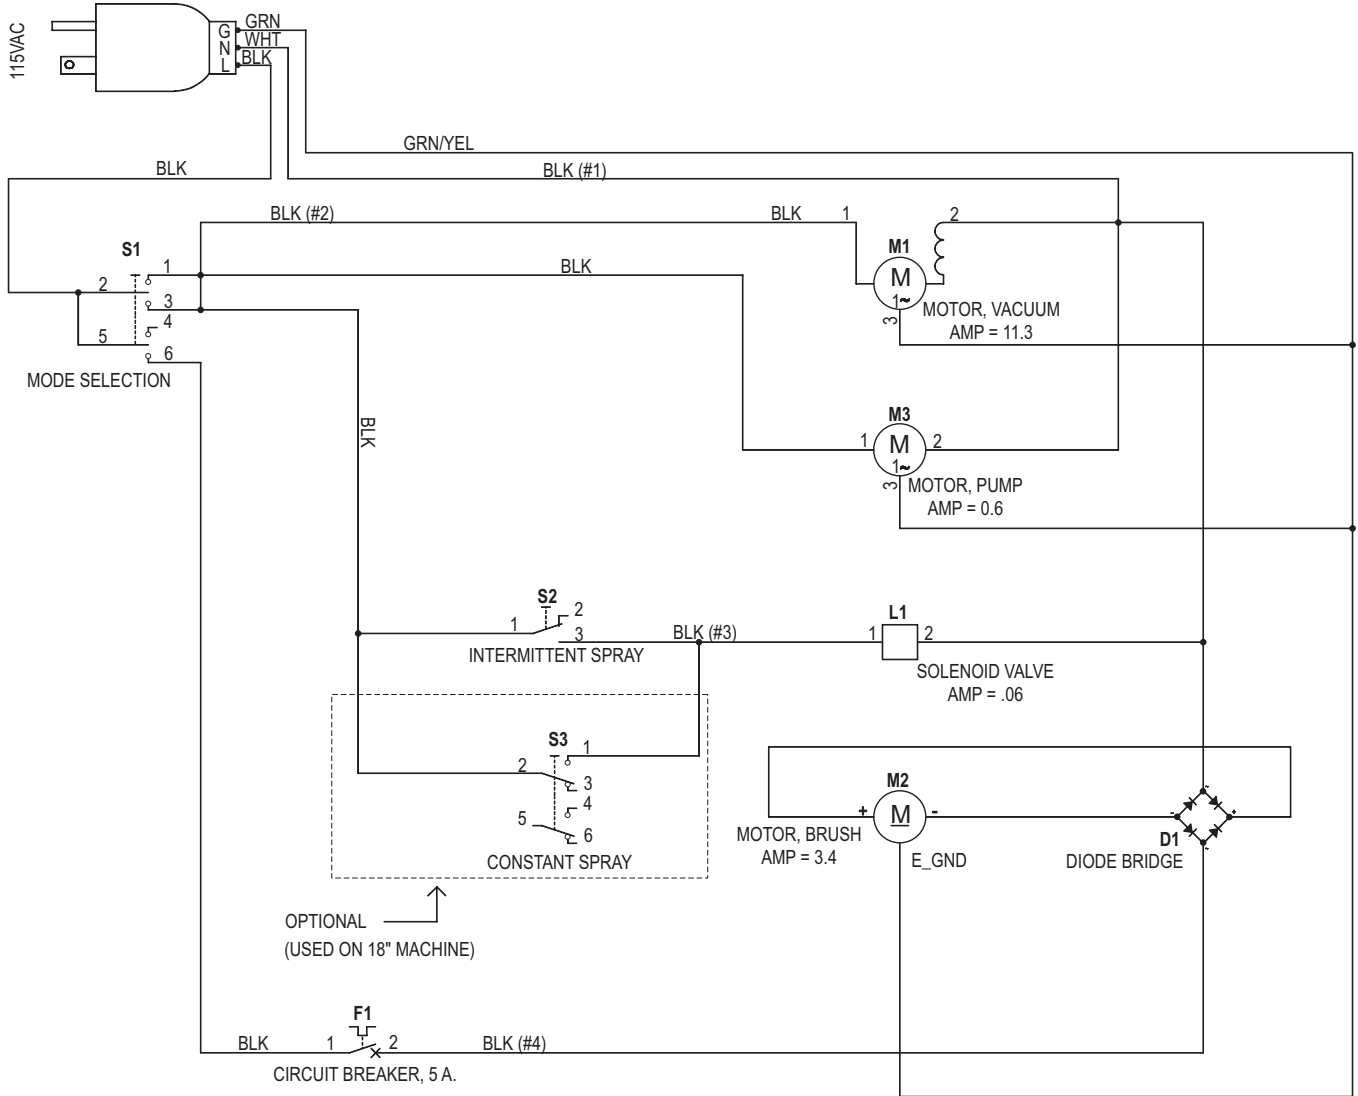 115VAC
G
GRN
N
WHT
L
BLK
GRN/YEL
BLK
BLK (#1)
BLK (#2)
BLK
1
2
S1
M1
M
1~
3
MOTOR, VACUUM
AMP = 11.3
1
2
3
4
5
6
MODE SELECTION
BLK
BLK
M3
1
M
2
1~
3
MOTOR, PUMP
AMP = 0.6
S2
1
2
3
INTERMITTENT SPRAY
BLK (#3)
L1
1
2
SOLENOID VALVE
AMP = .06
S3
1
2
3
4
5
6
CONSTANT SPRAY
M2
+
M
-
MOTOR, BRUSH
AMP = 3.4
E_GND
-
~
+
~
D1
DIODE BRIDGE
OPTIONAL
(USED ON 18" MACHINE)
F1
BLK
1
2
BLK (#4)
CIRCUIT BREAKER, 5 A.